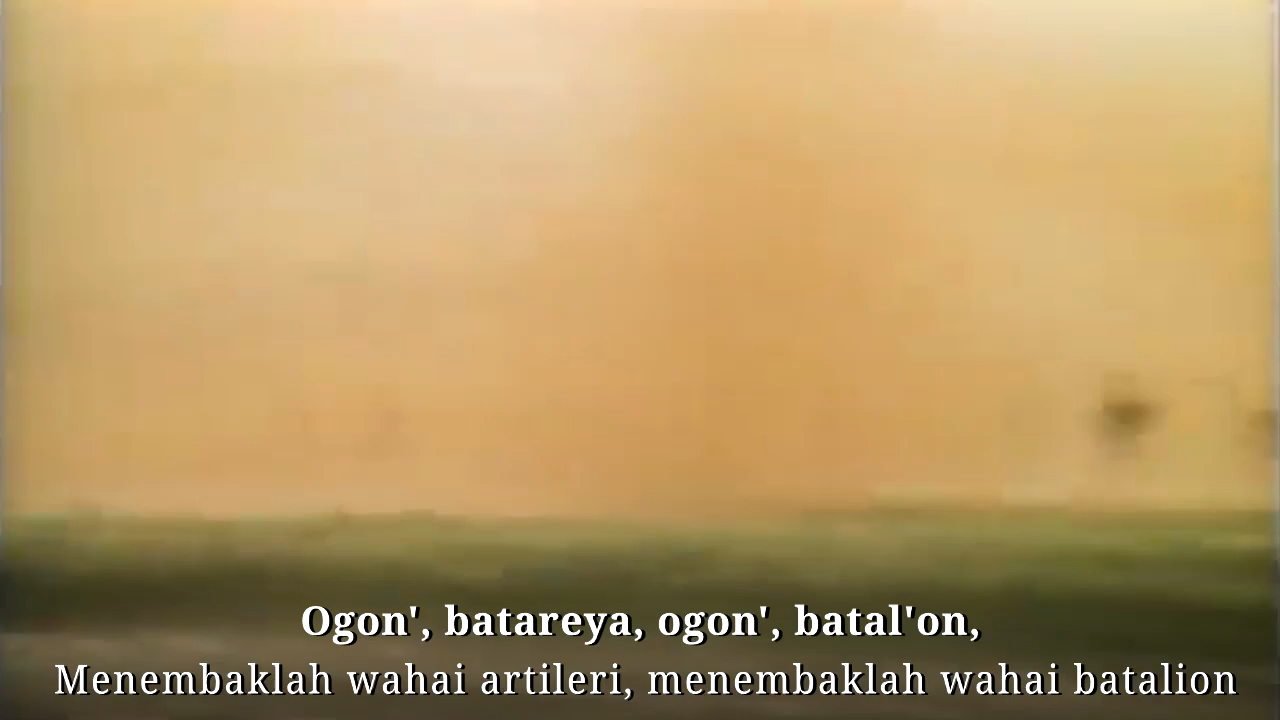 Ogon', batareya, ogon', batal'on,
Menembaklah wahai artileri, menembaklah wahai batalion